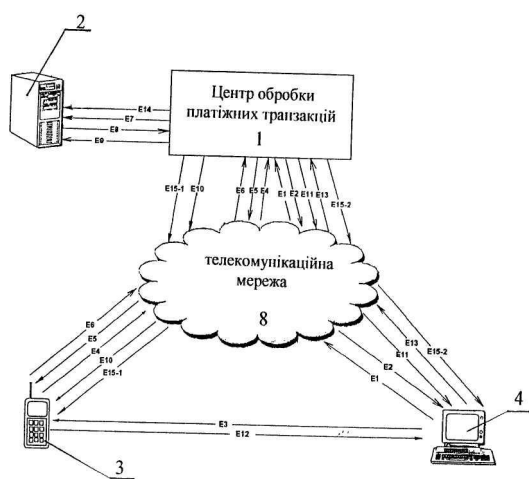 2
Центр обробки
платіжних транзакцій
1
E14
E7
E8
E9
E15-1
E10
E6
E5
E4
E1
E2
E11
E13
E15-2
телекомунікаційна
мережа
8
E6
E5
E4
E10
E15-1
E13
E11
E15-2
E2
E1
E3
E12
3
4